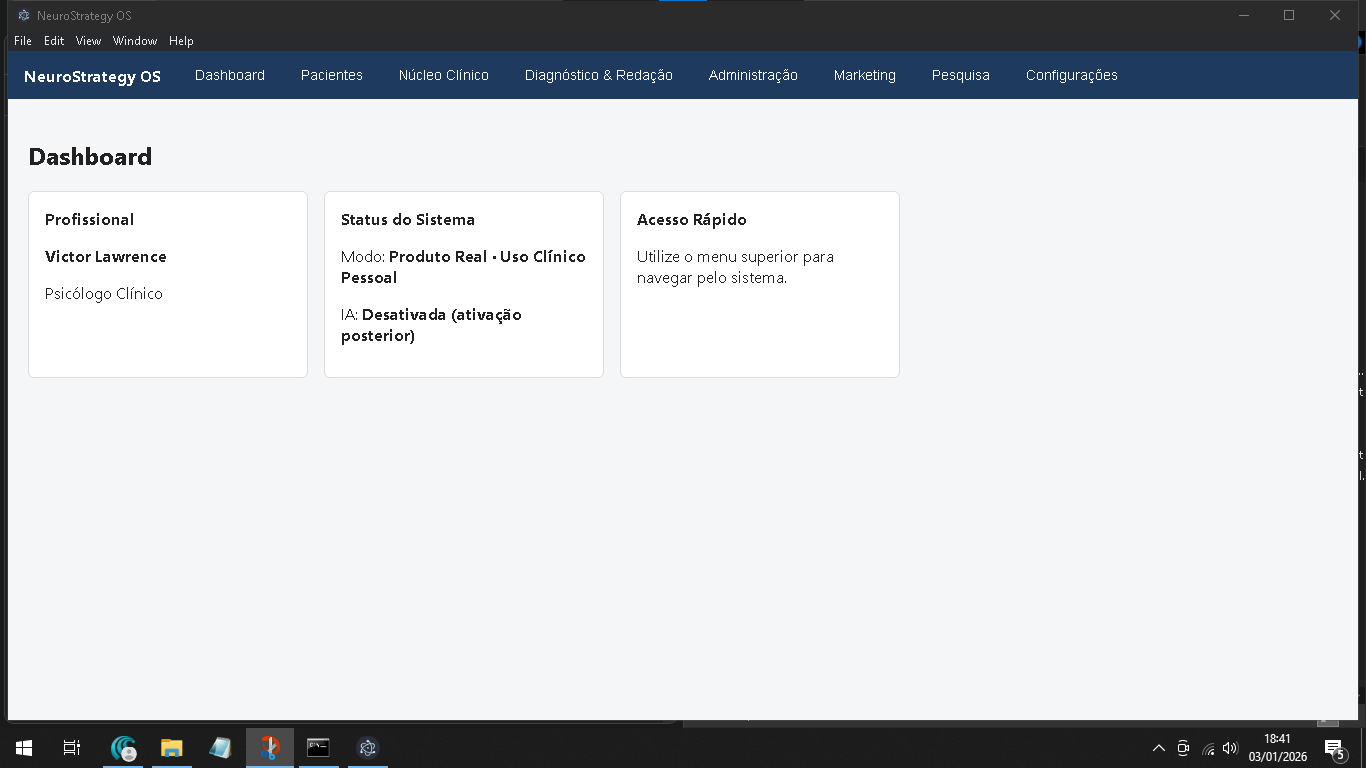 NeuroStrategy OS
File Edit View Window Help
NeuroStrategy OS Dashboard Pacientes Núcleo Clínico Diagnóstico & Redação Administração Marketing Pesquisa Configurações
Dashboard
Profissional
Victor Lawrence
Psicólogo Clínico
Status do Sistema
Modo: Produto Real · Uso Clínico
Pessoal
IA: Desativada (ativação
posterior)
Acesso Rápido
Utilize o menu superior para
navegar pelo sistema.
18:41
03/01/2026
5